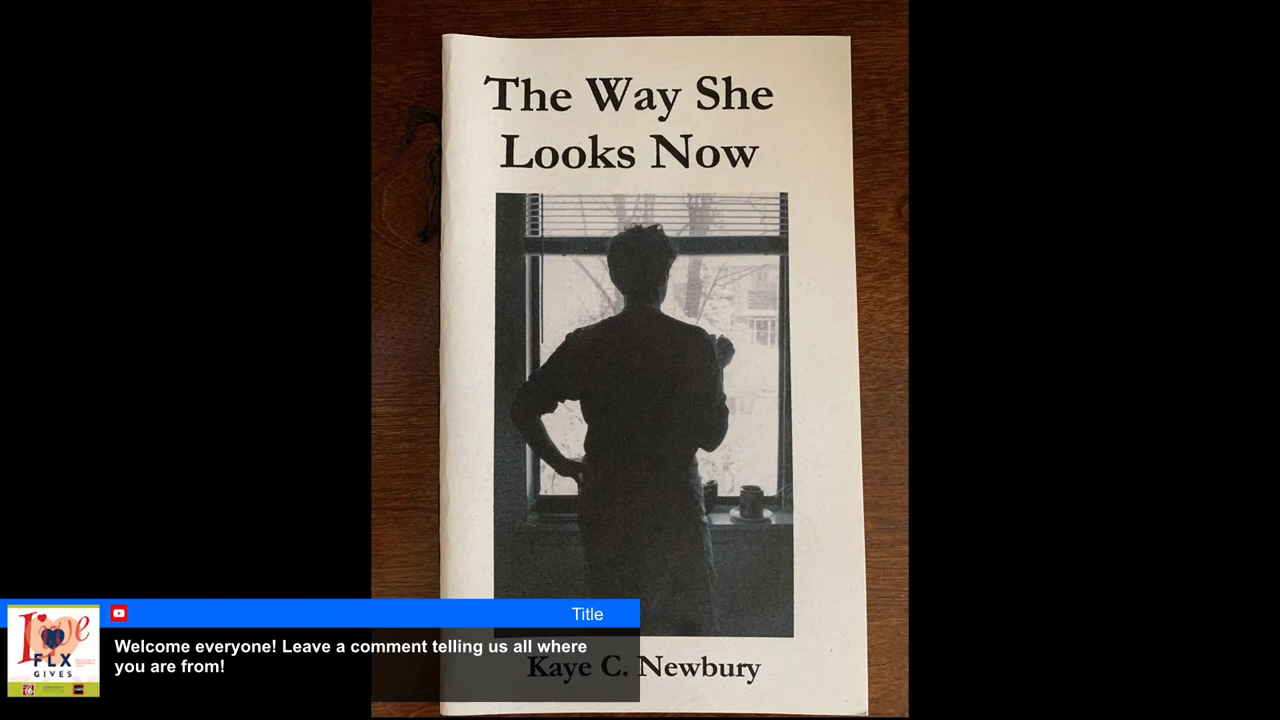 The Way She
Looks Now
Kaye C. Newbury
Title
Welcome everyone! Leave a comment telling us all where
you are from!
FLX
GIVES